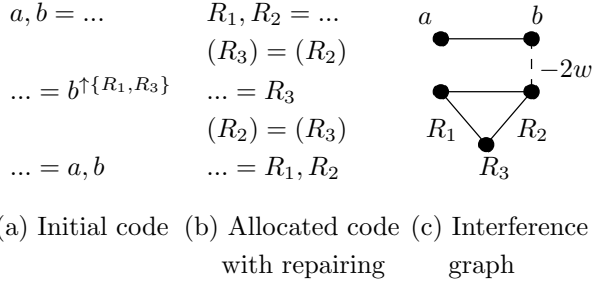 a, b = ...
R₁, R₂ = ...
(R₃) = (R₂)
... = b↑{R₁,R₃}
... = R₃
(R₂) = (R₃)
... = a, b
... = R₁, R₂
a
b
−2w
R₁
R₂
R₃
(a) Initial code
(b) Allocated code
with repairing
(c) Interference
graph